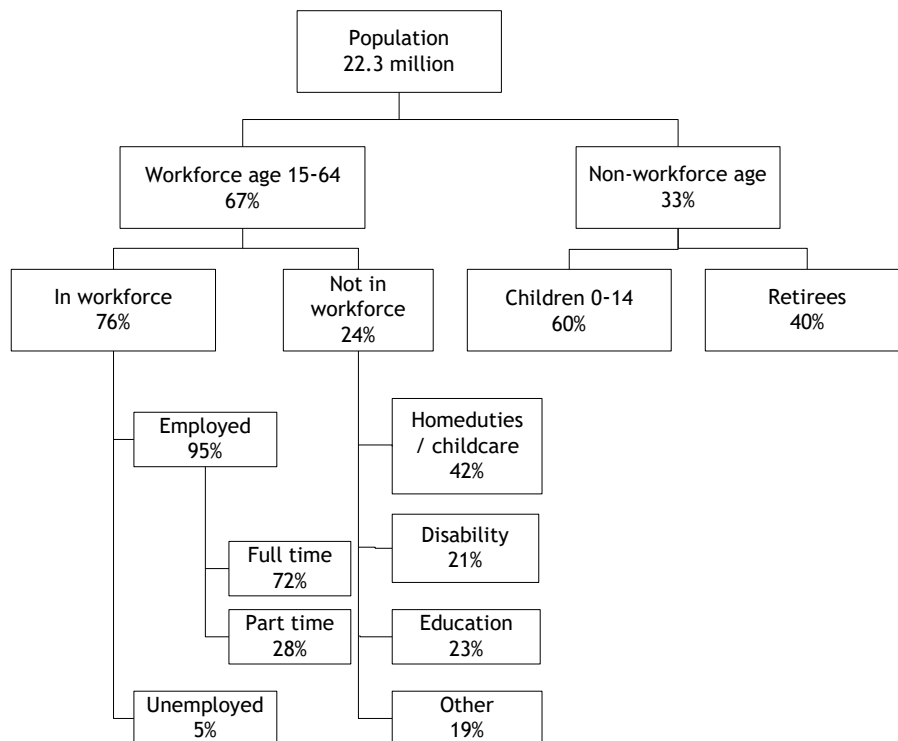 Population
22.3 million
Workforce age 15-64
67%
Non-workforce age
33%
In workforce
76%
Not in
workforce
24%
Children 0-14
60%
Retirees
40%
Employed
95%
Full time
72%
Part time
28%
Unemployed
5%
Homeduties
/ childcare
42%
Disability
21%
Education
23%
Other
19%